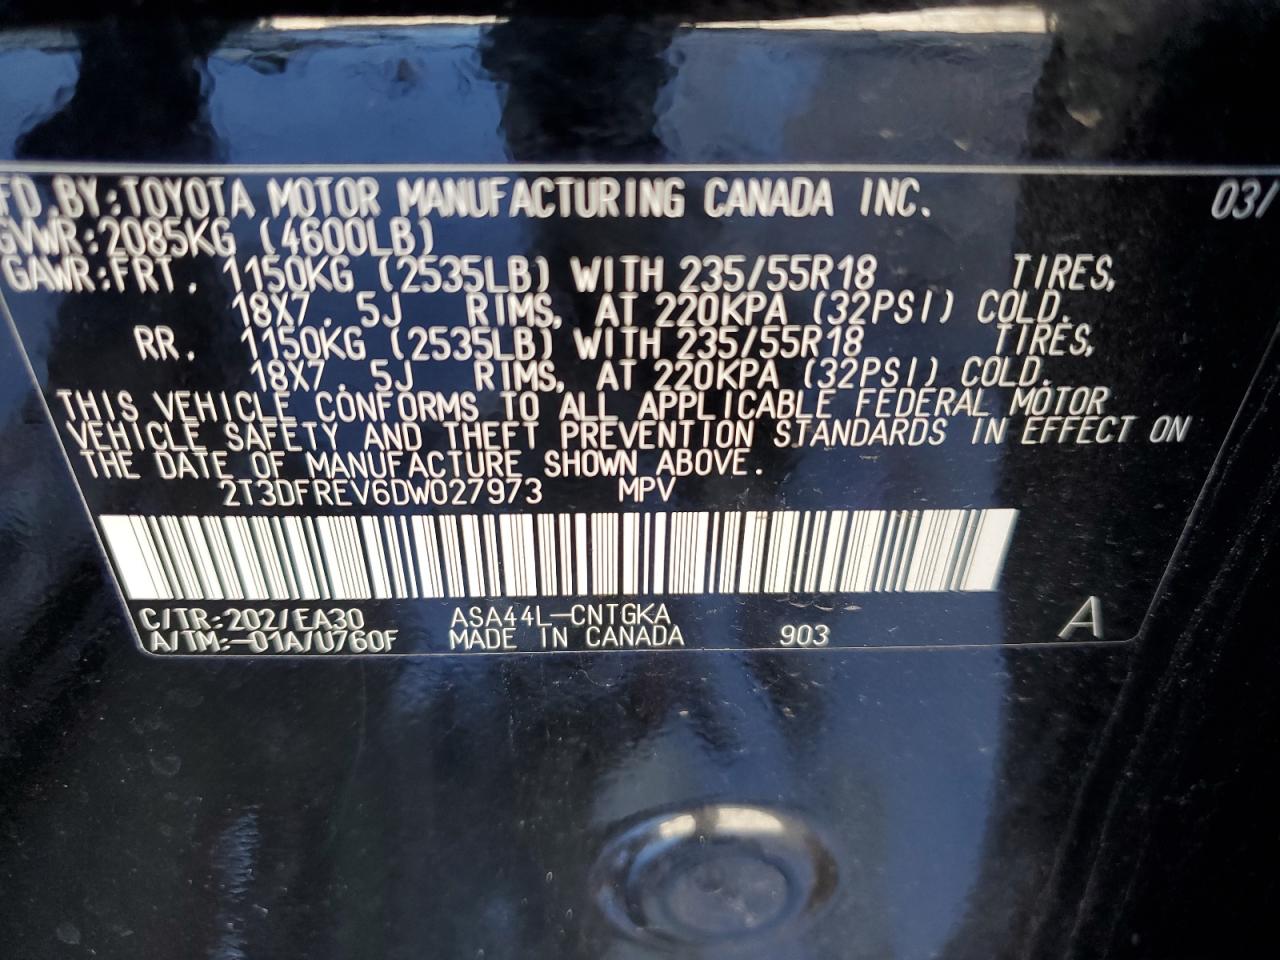 FD.BY:TOYOTA MOTOR MANUFACTURING CANADA INC. 03/
GVWR:2085KG (4600LB)
GAWR:FRT. 1150KG (2535LB) WITH 235/55R18 TIRES,
18X7.5J RIMS, AT 220KPA (32PSI) COLD.
RR. 1150KG (2535LB) WITH 235/55R18 TIRES,
18X7.5J RIMS, AT 220KPA (32PSI) COLD.
THIS VEHICLE CONFORMS TO ALL APPLICABLE FEDERAL MOTOR
VEHICLE SAFETY AND THEFT PREVENTION STANDARDS IN EFFECT ON
THE DATE OF MANUFACTURE SHOWN ABOVE.
2T3DFREV6DW027973 MPV
C/TR:202/EA30 ASA44L-CNTGKA
A/TM:-01A/U760F MADE IN CANADA 903 A